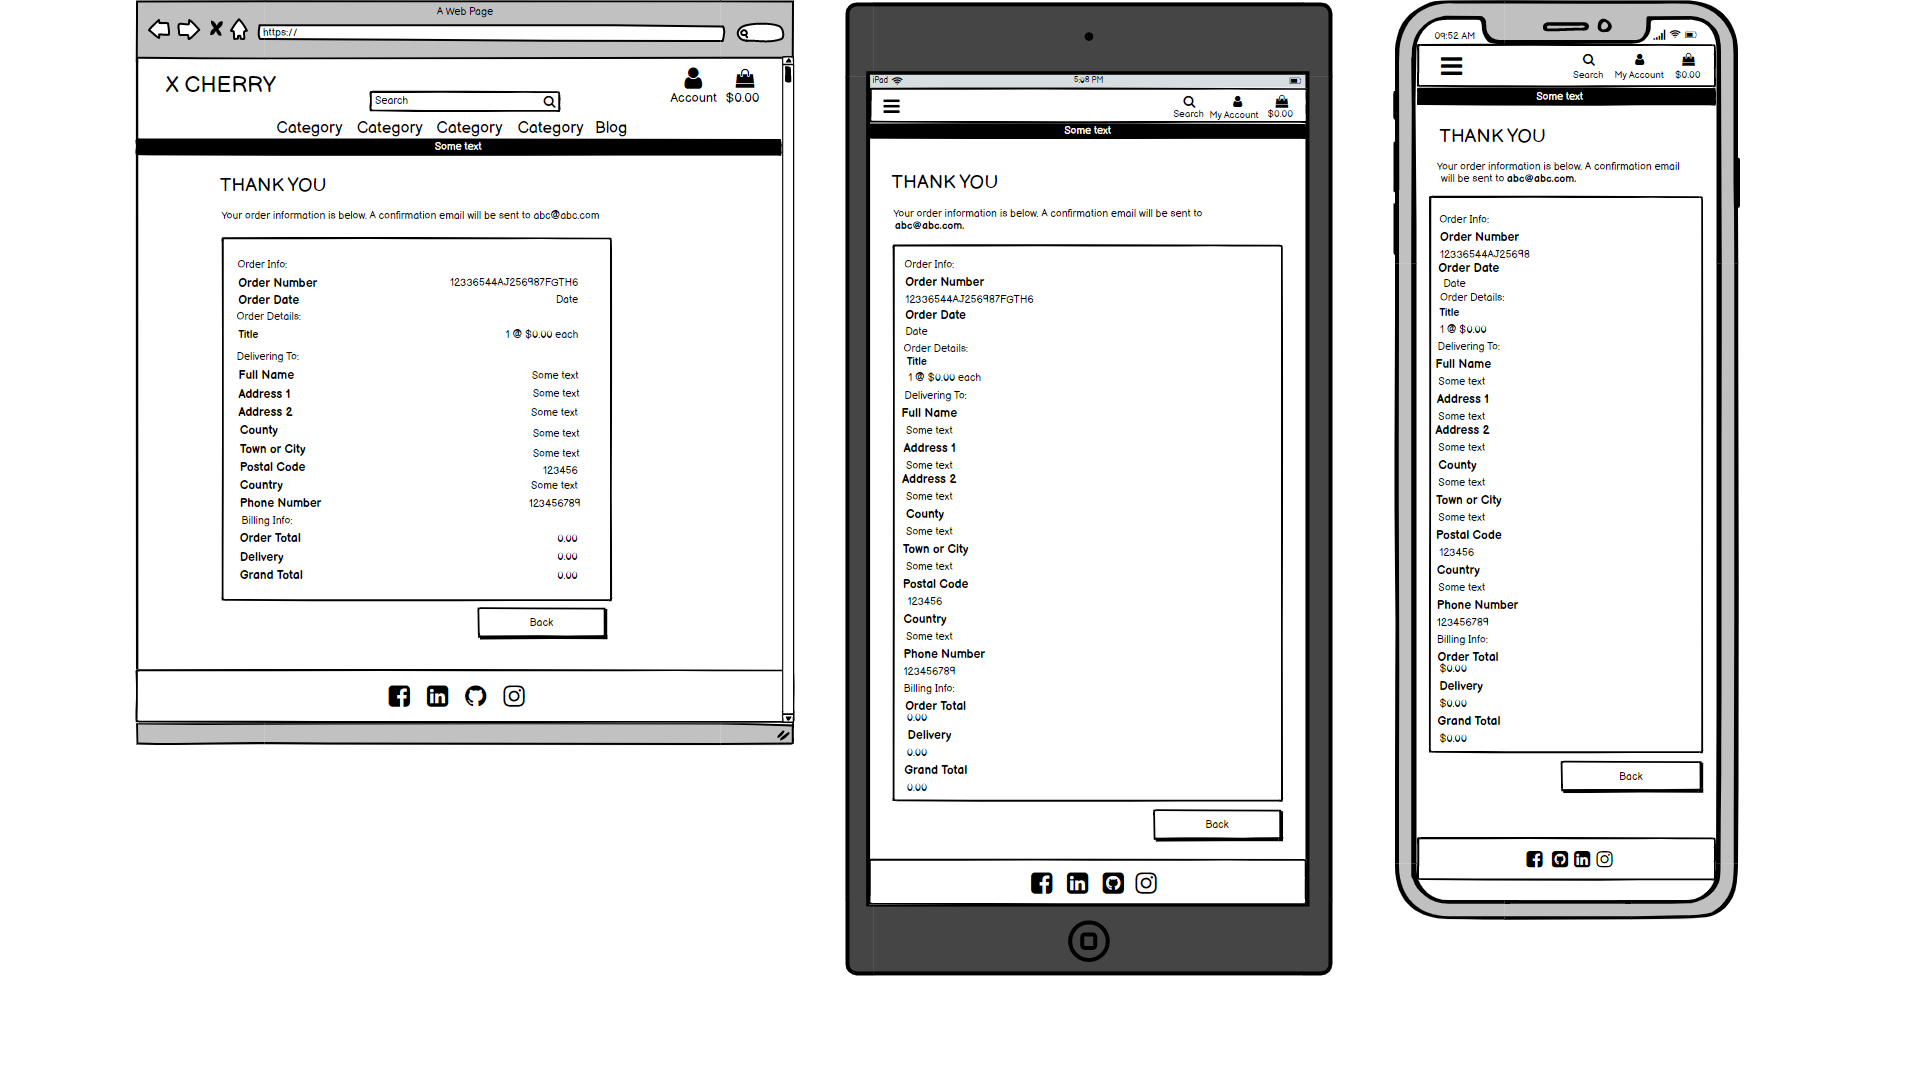 A Web Page
https://
X CHERRY
Search
Account $0.00
Category Category Category Category Blog
Some text
THANK YOU
Your order information is below. A confirmation email will be sent to abc@abc.com
Order Info:
Order Number 12336544AJ256987FGTH6
Order Date Date
Order Details:
Title 1 @ $0.00 each
Delivering To:
Full Name Some text
Address 1 Some text
Address 2 Some text
County Some text
Town or City Some text
Postal Code 123456
Country Some text
Phone Number 123456789
Billing Info:
Order Total 0.00
Delivery 0.00
Grand Total 0.00
Back
iPad 5:08 PM
Search My Account $0.00
Some text
THANK YOU
Your order information is below. A confirmation email will be sent to
abc@abc.com.
Order Info:
Order Number
12336544AJ256987FGTH6
Order Date
Date
Order Details:
Title
1 @ $0.00 each
Delivering To:
Full Name
Some text
Address 1
Some text
Address 2
Some text
County
Some text
Town or City
Some text
Postal Code
123456
Country
Some text
Phone Number
123456789
Billing Info:
Order Total
0.00
Delivery
0.00
Grand Total
0.00
Back
09:52 AM
Search My Account $0.00
Some text
THANK YOU
Your order information is below. A confirmation email
will be sent to abc@abc.com.
Order Info:
Order Number
12336544AJ25698
Order Date
Date
Order Details:
Title
1 @ $0.00
Delivering To:
Full Name
Some text
Address 1
Some text
Address 2
Some text
County
Some text
Town or City
Some text
Postal Code
123456
Country
Some text
Phone Number
123456789
Billing Info:
Order Total
$0.00
Delivery
$0.00
Grand Total
$0.00
Back